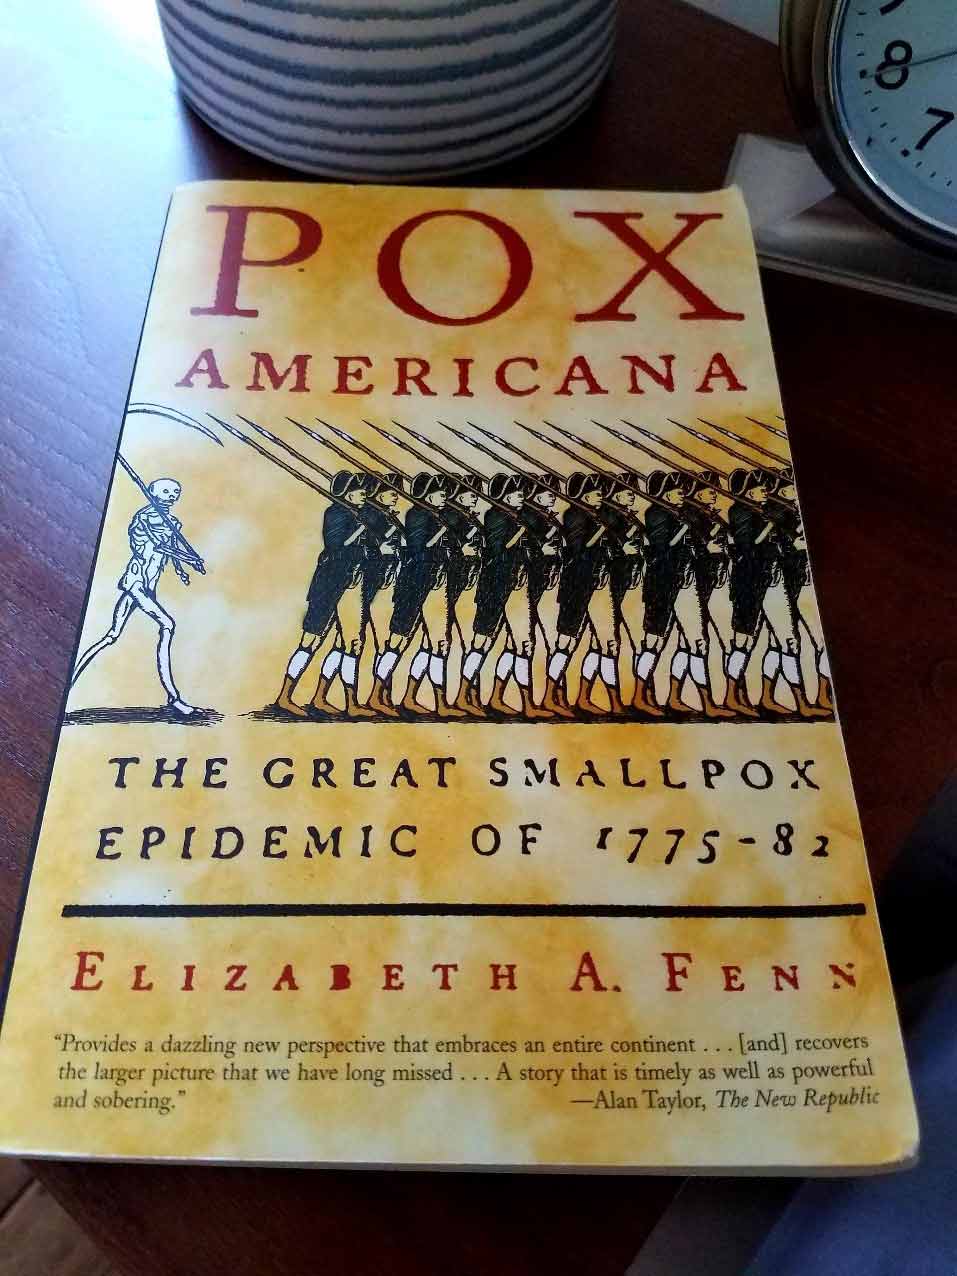 8
7
POX
AMERICANA
THE GREAT SMALLPOX
EPIDEMIC OF 1775-82
ELIZABETH A. FENN
“Provides a dazzling new perspective that embraces an entire continent . . . [and] recovers
the larger picture that we have long missed . . . A story that is timely as well as powerful
and sobering.”
—Alan Taylor, The New Republic